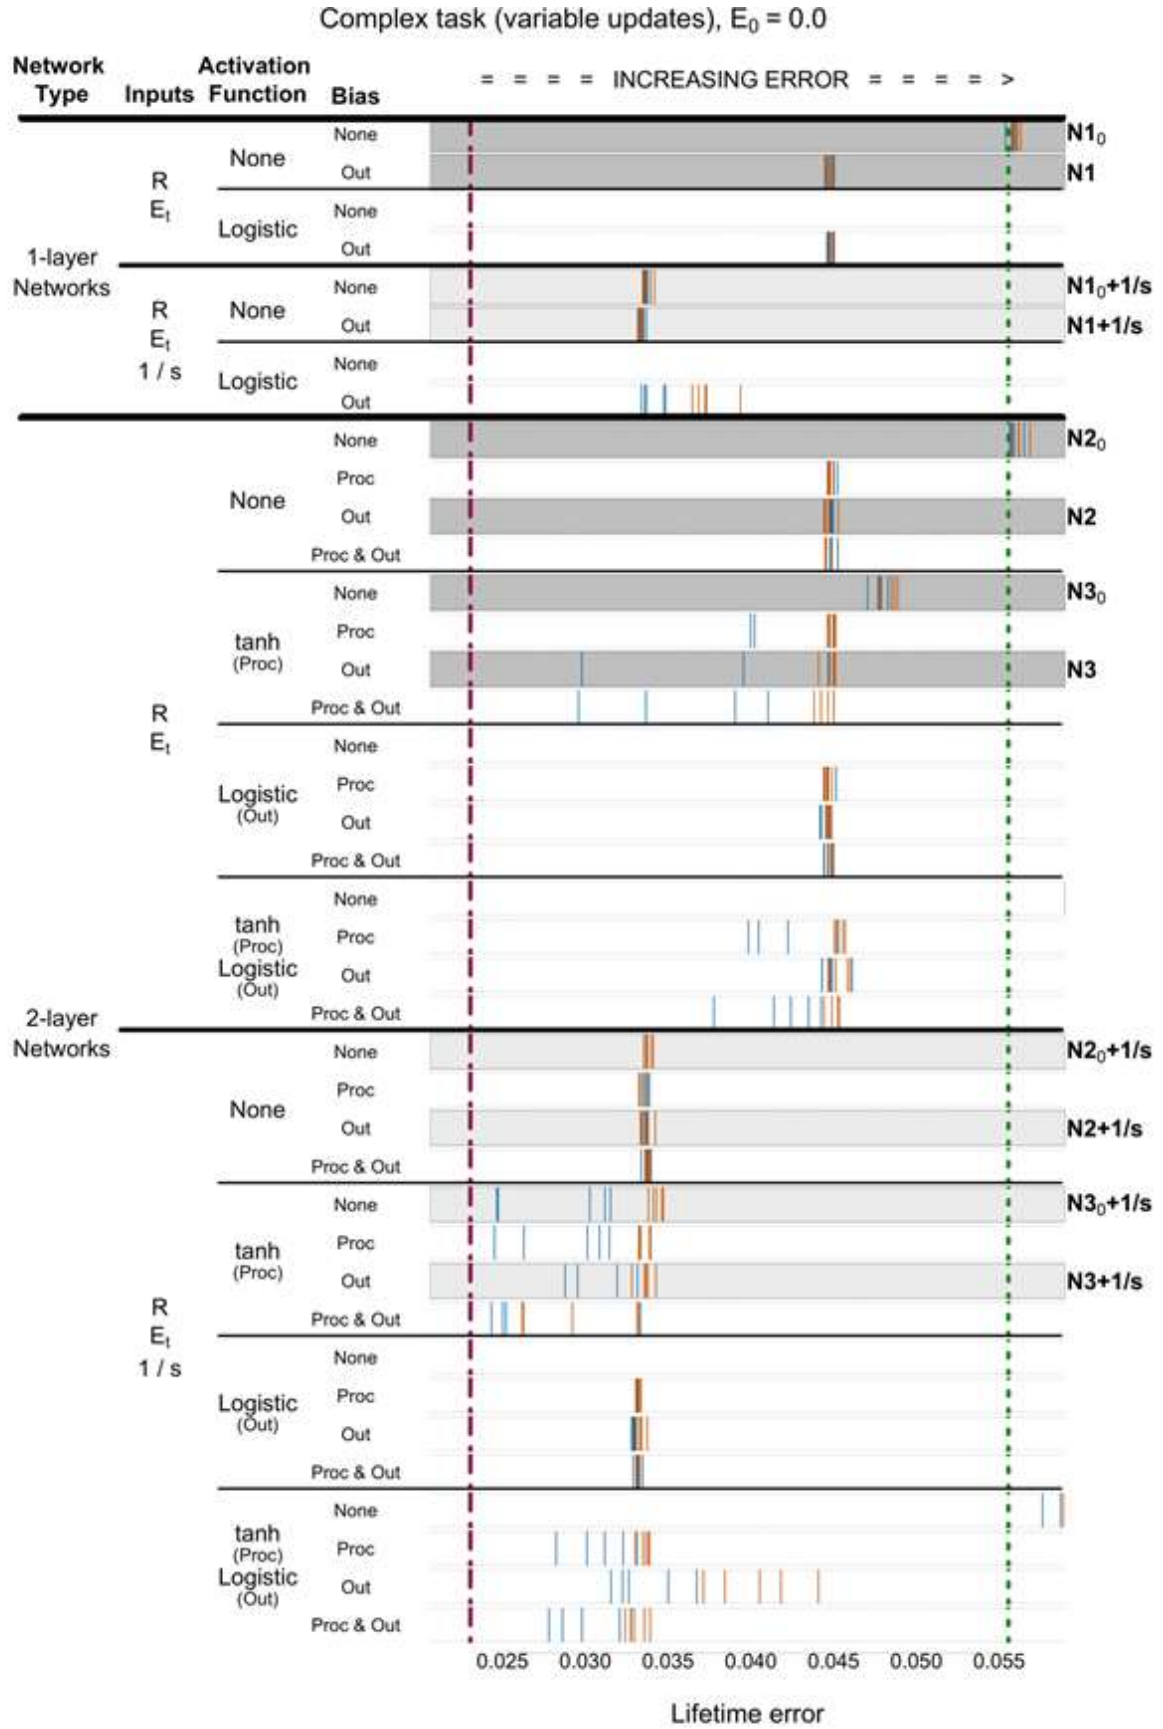 Complex task (variable updates), E₀ = 0.0
Network Type Inputs Activation Function Bias
= = = = INCREASING ERROR = = = = >
1-layer Networks
R Eₜ
None
None N1₀
Out N1
Logistic
None
Out
R Eₜ 1 / s
None
None N1₀+1/s
Out N1+1/s
Logistic
None
Out
2-layer Networks
R Eₜ
None
None N2₀
Proc
Out N2
Proc & Out
tanh (Proc)
None N3₀
Proc
Out N3
Proc & Out
Logistic (Out)
None
Proc
Out
Proc & Out
tanh (Proc) Logistic (Out)
None
Proc
Out
Proc & Out
R Eₜ 1 / s
None
None N2₀+1/s
Proc
Out N2+1/s
Proc & Out
tanh (Proc)
None N3₀+1/s
Proc
Out N3+1/s
Proc & Out
Logistic (Out)
None
Proc
Out
Proc & Out
tanh (Proc) Logistic (Out)
None
Proc
Out
Proc & Out
0.025 0.030 0.035 0.040 0.045 0.050 0.055
Lifetime error